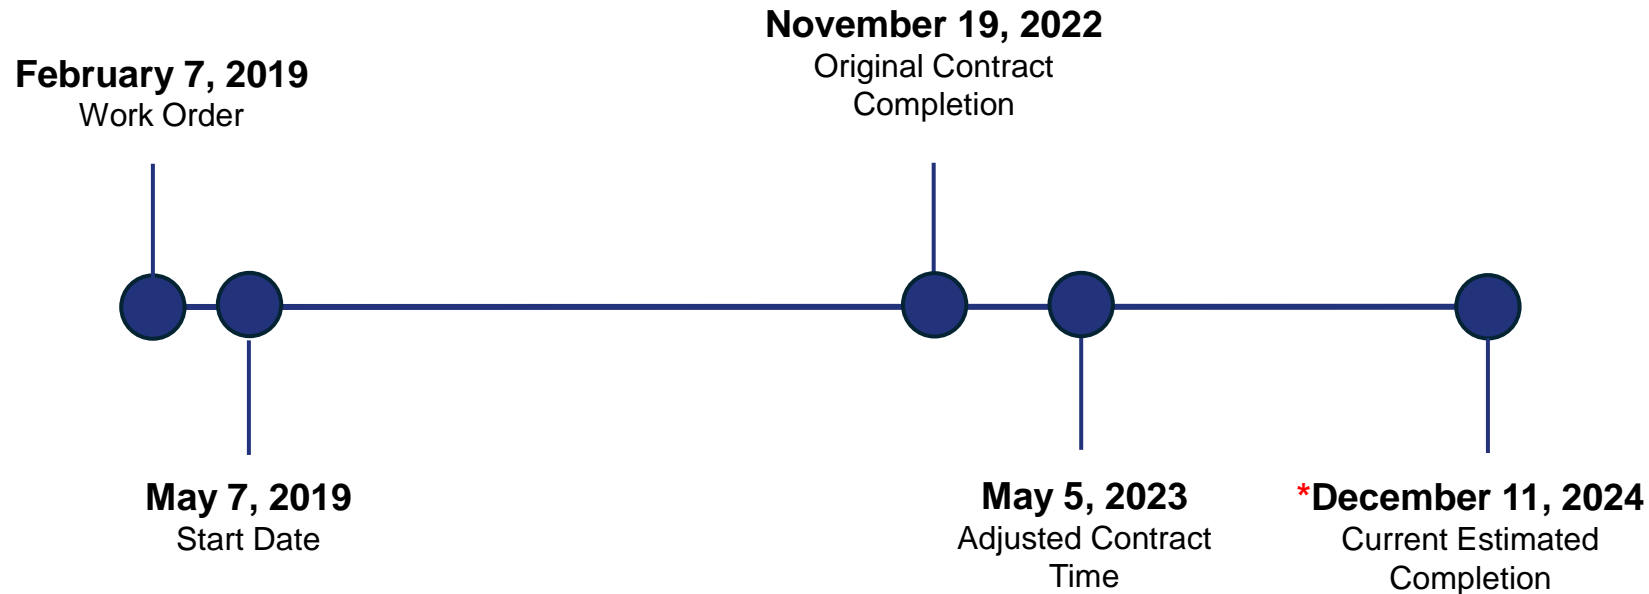 February 7, 2019
Work Order
May 7, 2019
Start Date
November 19, 2022
Original Contract
Completion
May 5, 2023
Adjusted Contract
Time
*December 11, 2024
Current Estimated
Completion